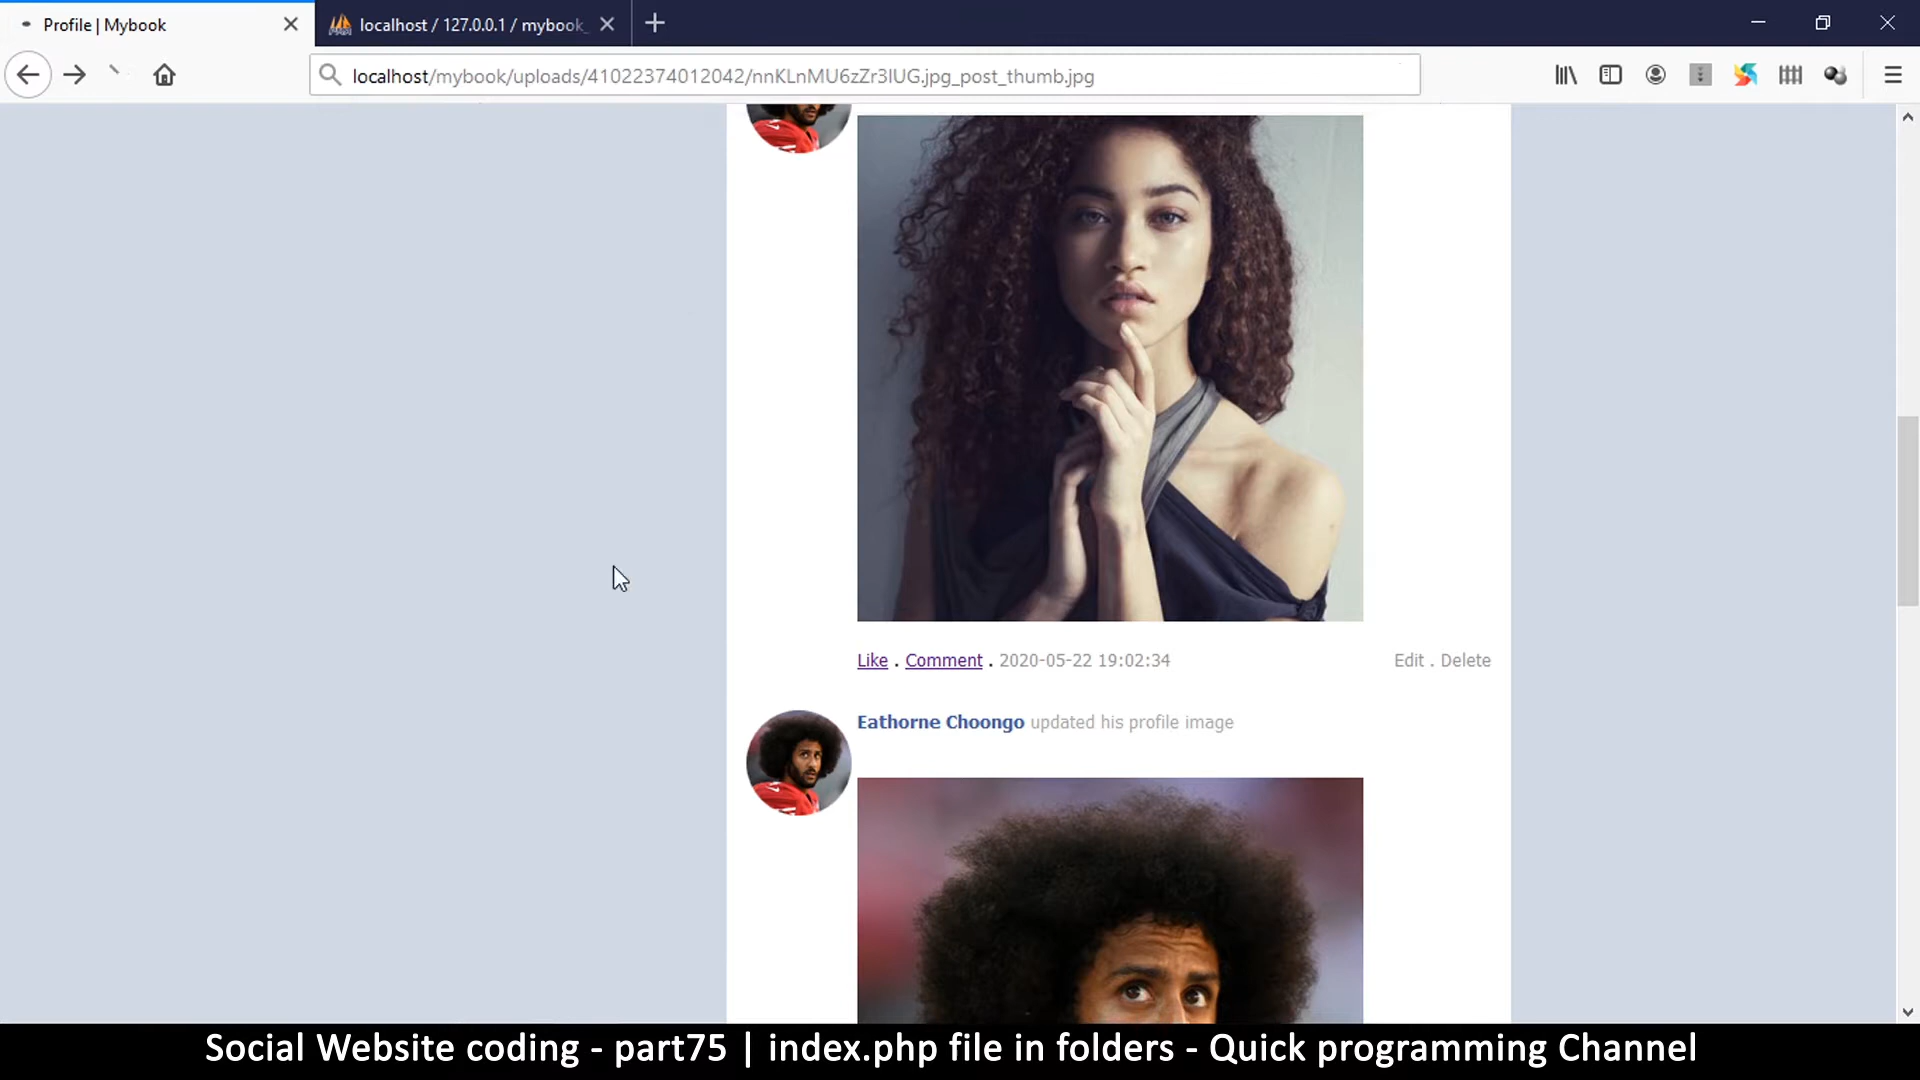 Profile | Mybook
localhost / 127.0.0.1 / mybook_
localhost/mybook/uploads/41022374012042/nnKLnMU6zZr3IUG.jpg_post_thumb.jpg
Like . Comment . 2020-05-22 19:02:34
Edit . Delete
Eathorne Choongo updated his profile image
Social Website coding - part75 | index.php file in folders - Quick programming Channel